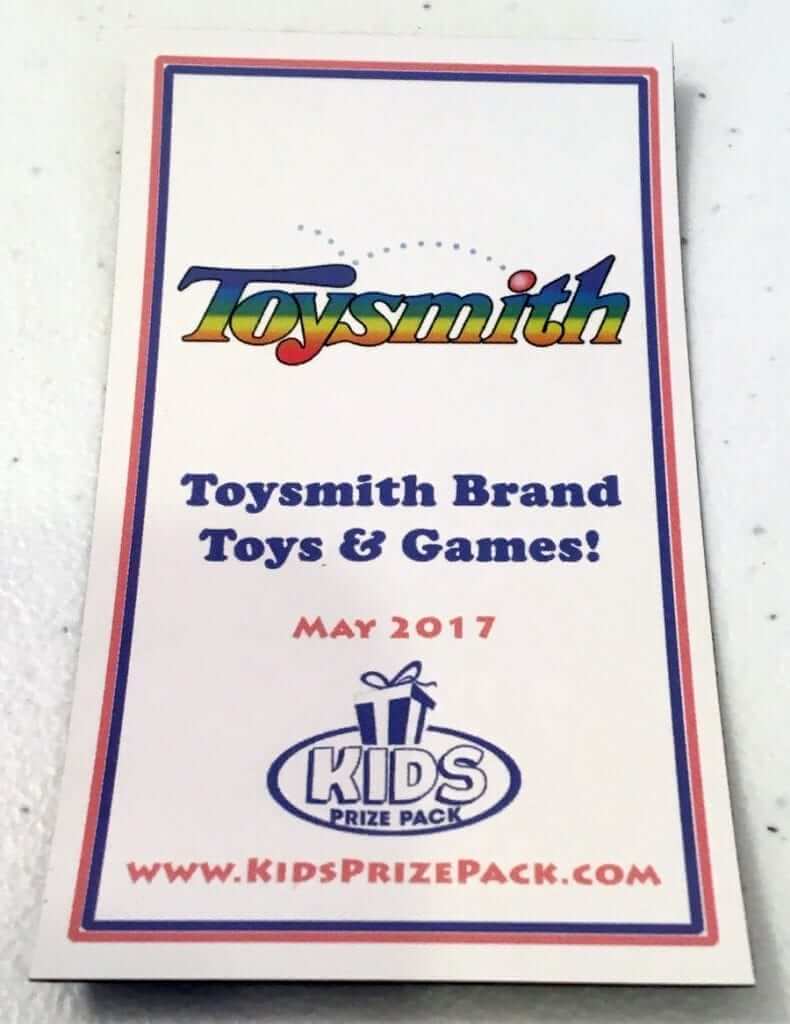 Toysmith
Toysmith Brand
Toys & Games!
May 2017
KIDS
PRIZE PACK
www.KidsPrizePack.com